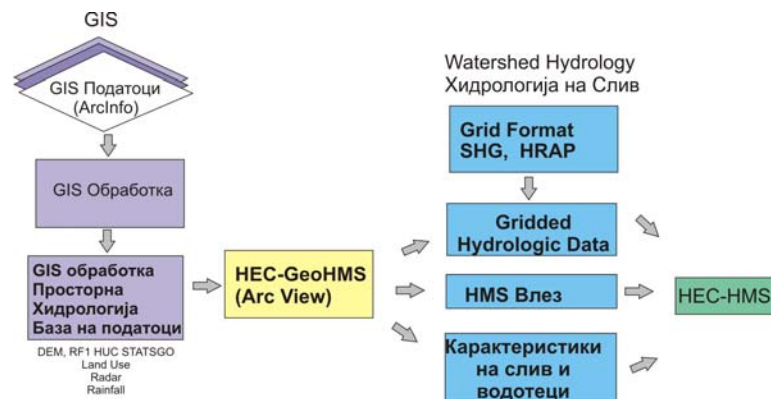 GIS
GIS Податоци
(ArcInfo)
GIS Обработка
GIS обработка
Просторна
Хидрологија
База на податоци
DEM, RF1 HUC STATSGO
Land Use
Radar
Rainfall
HEC-GeoHMS
(Arc View)
Watershed Hydrology
Хидрологија на Слив
Grid Format
SHG, HRAP
Gridded
Hydrologic Data
HMS Влез
Карактеристики
на слив и
водотеци
HEC-HMS